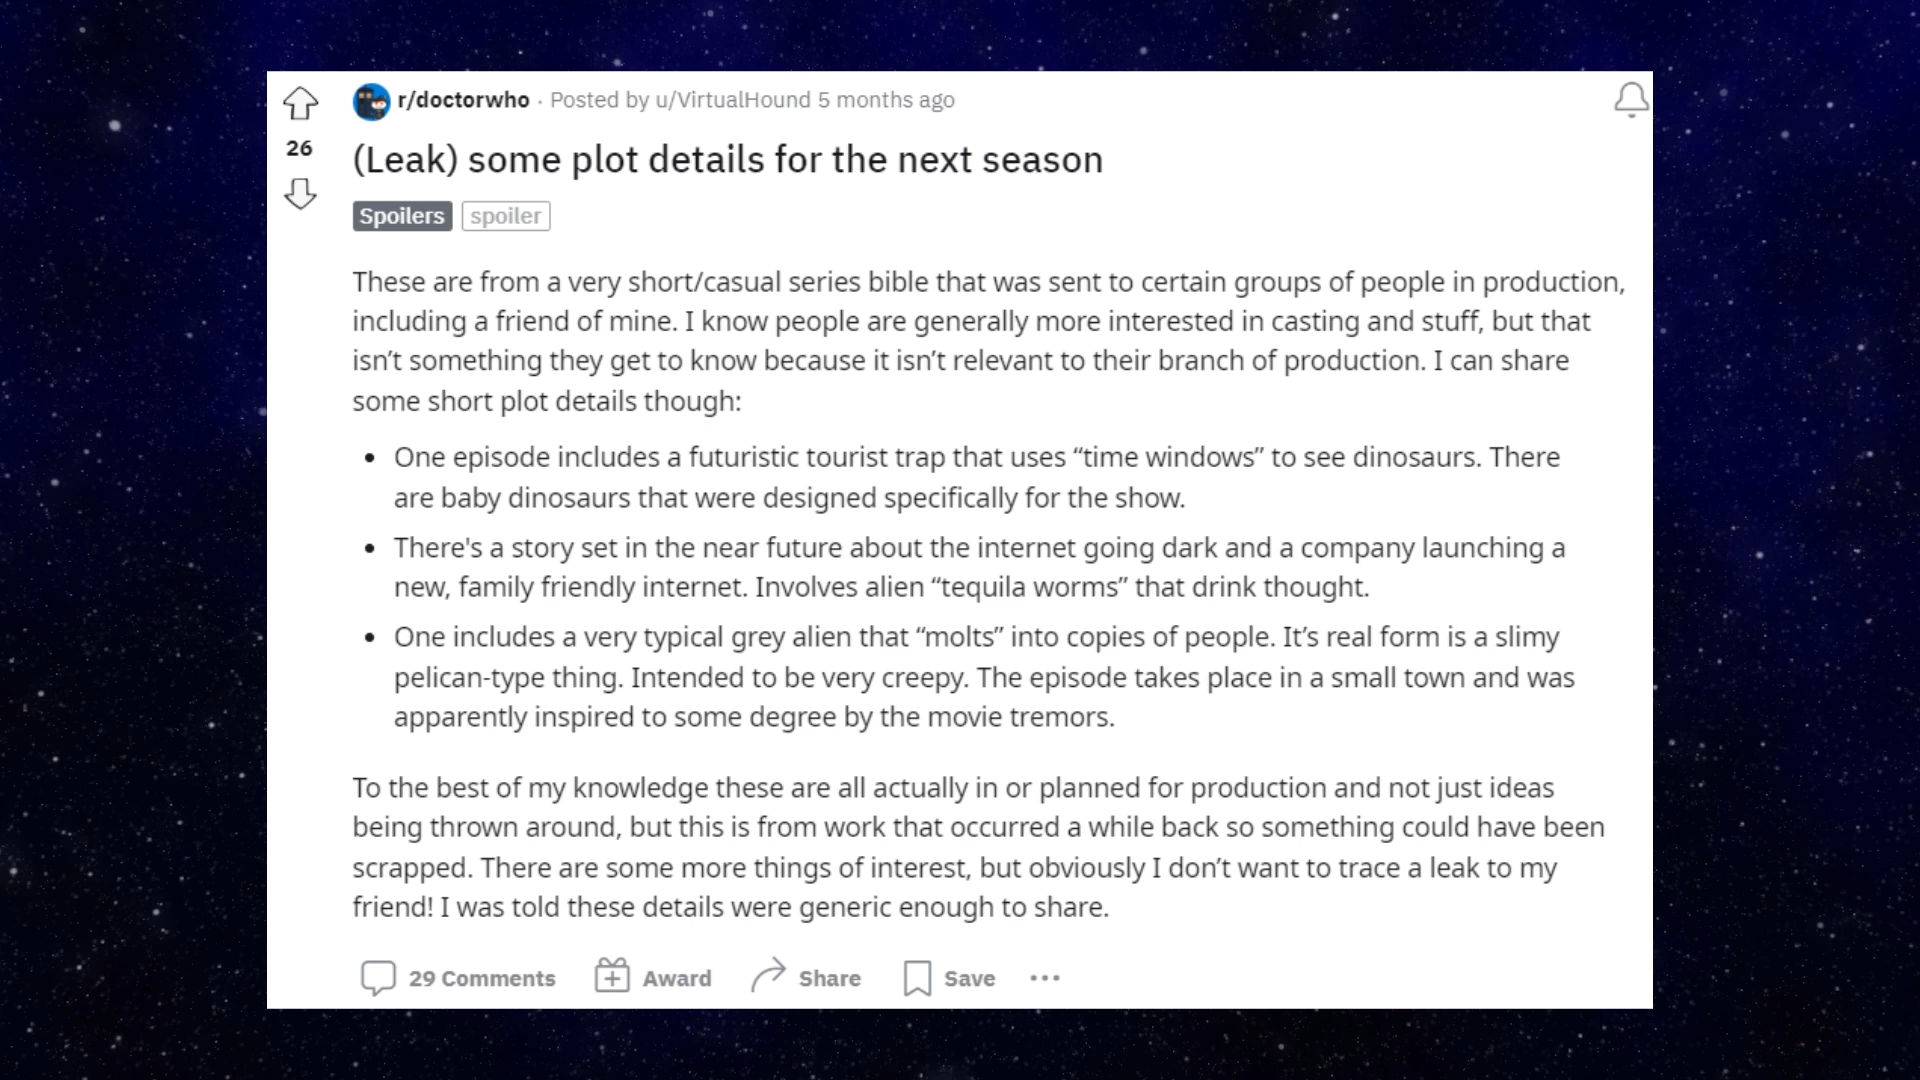 r/doctorwho · Posted by u/VirtualHound 5 months ago
26
(Leak) some plot details for the next season
Spoilers spoiler
These are from a very short/casual series bible that was sent to certain groups of people in production,
including a friend of mine. I know people are generally more interested in casting and stuff, but that
isn’t something they get to know because it isn’t relevant to their branch of production. I can share
some short plot details though:
• One episode includes a futuristic tourist trap that uses “time windows” to see dinosaurs. There
are baby dinosaurs that were designed specifically for the show.
• There's a story set in the near future about the internet going dark and a company launching a
new, family friendly internet. Involves alien “tequila worms” that drink thought.
• One includes a very typical grey alien that “molts” into copies of people. It’s real form is a slimy
pelican-type thing. Intended to be very creepy. The episode takes place in a small town and was
apparently inspired to some degree by the movie tremors.
To the best of my knowledge these are all actually in or planned for production and not just ideas
being thrown around, but this is from work that occurred a while back so something could have been
scrapped. There are some more things of interest, but obviously I don’t want to trace a leak to my
friend! I was told these details were generic enough to share.
29 Comments Award Share Save ···